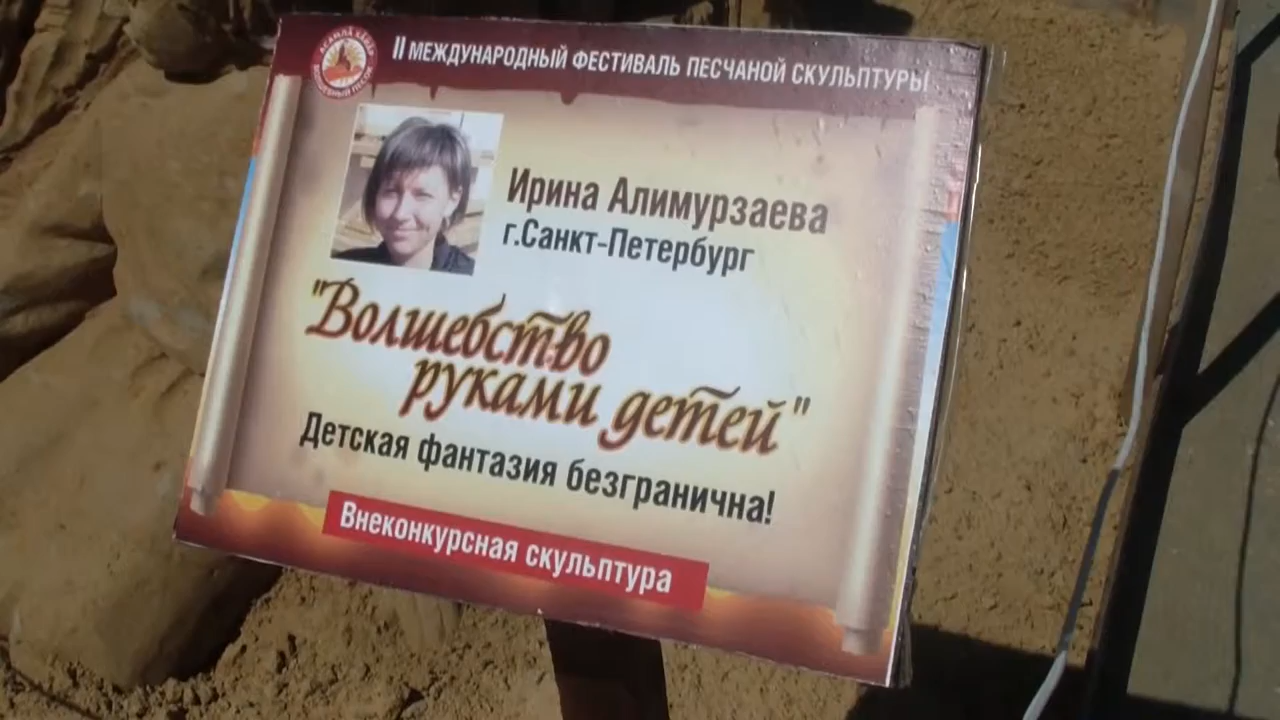 II МЕЖДУНАРОДНЫЙ ФЕСТИВАЛЬ ПЕСЧАНОЙ СКУЛЬПТУРЫ
Ирина Алимурзаева
г.Санкт-Петербург
"Волшебство
руками детей"
Детская фантазия безгранична!
Внеконкурсная скульптура